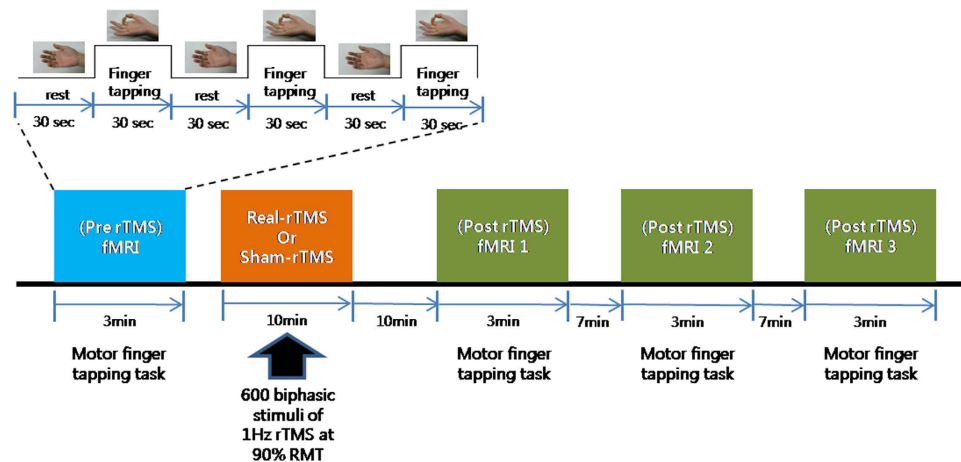 rest
Finger
tapping
rest
Finger
tapping
rest
Finger
tapping
30 sec
30 sec
30 sec
30 sec
30 sec
30 sec
(Pre rTMS)
fMRI
Real-rTMS
Or
Sham-rTMS
(Post rTMS)
fMRI 1
(Post rTMS)
fMRI 2
(Post rTMS)
fMRI 3
3min
10min
10min
3min
7min
3min
7min
3min
Motor finger
tapping task
600 biphasic
stimuli of
1Hz rTMS at
90% RMT
Motor finger
tapping task
Motor finger
tapping task
Motor finger
tapping task